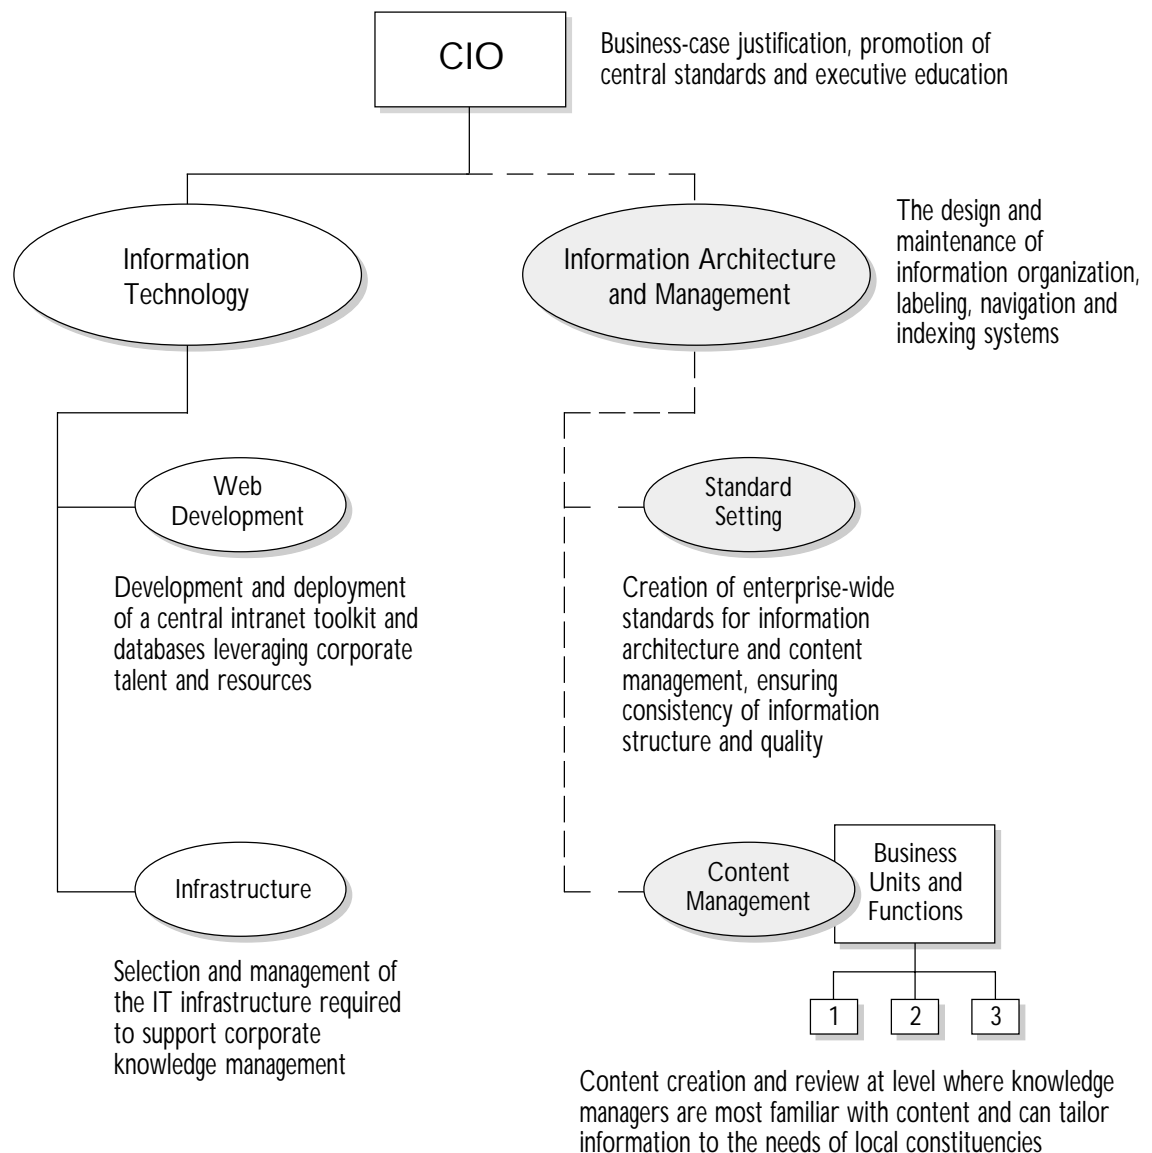 CIO
Business-case justification, promotion of
central standards and executive education
Information
Technology
Information Architecture
and Management
The design and
maintenance of
information organization,
labeling, navigation and
indexing systems
Web
Development
Development and deployment
of a central intranet toolkit and
databases leveraging corporate
talent and resources
Standard
Setting
Creation of enterprise-wide
standards for information
architecture and content
management, ensuring
consistency of information
structure and quality
Infrastructure
Selection and management of
the IT infrastructure required
to support corporate
knowledge management
Content
Management
Business
Units and
Functions
1
2
3
Content creation and review at level where knowledge
managers are most familiar with content and can tailor
information to the needs of local constituencies